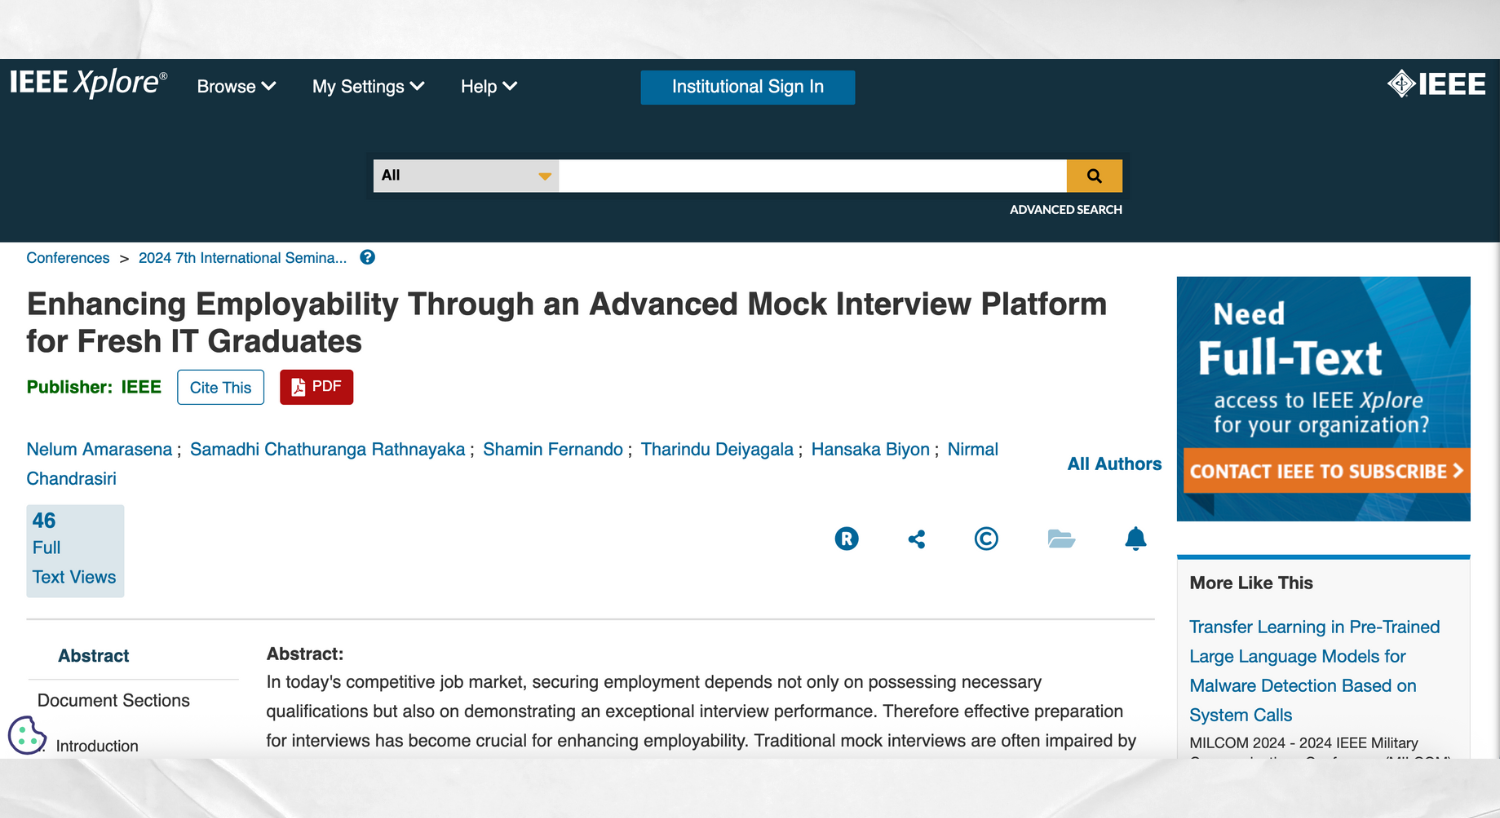 IEEE Xplore®
Browse
My Settings
Help
Institutional Sign In
IEEE
All
ADVANCED SEARCH
Conferences > 2024 7th International Semina... ?
Enhancing Employability Through an Advanced Mock Interview Platform
for Fresh IT Graduates
Publisher: IEEE
Cite This
PDF
Nelum Amarasena ; Samadhi Chathuranga Rathnayaka ; Shamin Fernando ; Tharindu Deiyagala ; Hansaka Biyon ; Nirmal
Chandrasiri
All Authors
46
Full
Text Views
R
©
Abstract
Document Sections
Introduction
Abstract:
In today's competitive job market, securing employment depends not only on possessing necessary
qualifications but also on demonstrating an exceptional interview performance. Therefore effective preparation
for interviews has become crucial for enhancing employability. Traditional mock interviews are often impaired by
Need
Full-Text
access to IEEE Xplore
for your organization?
CONTACT IEEE TO SUBSCRIBE >
More Like This
Transfer Learning in Pre-Trained
Large Language Models for
Malware Detection Based on
System Calls
MILCOM 2024 - 2024 IEEE Military